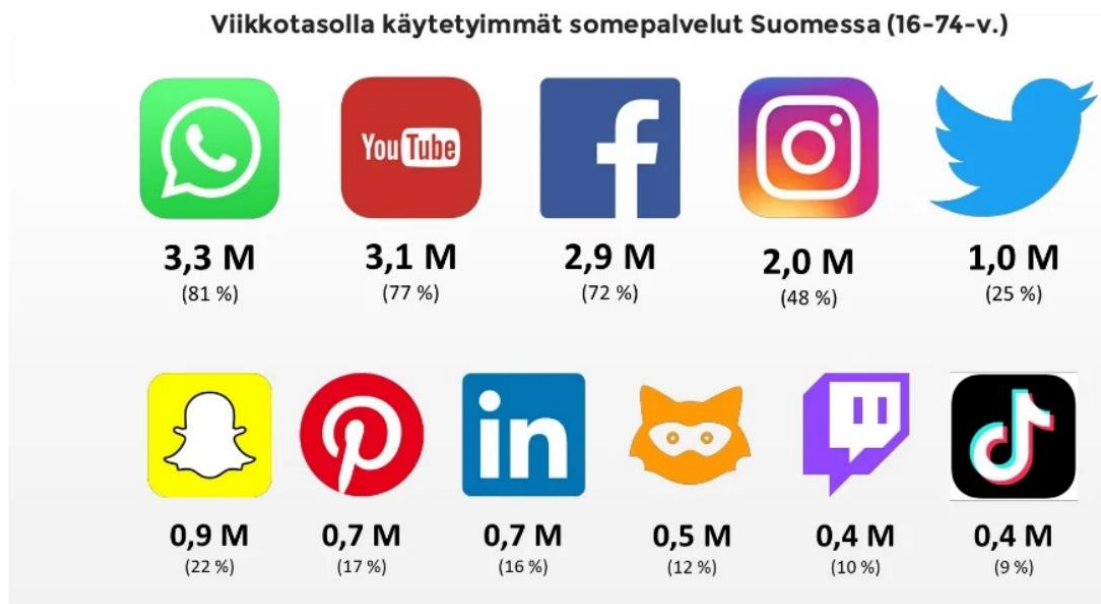 Viikkotasolla käytetyimmät somepalvelut Suomessa (16-74-v.)
You Tube
f
in
3,3 M
3,1 M
2,9 M
2,0 M
1,0 M
(81 %)
(77 %)
(72 %)
(48 %)
(25 %)
0,9 M
0,7 M
0,7 M
0,5 M
0,4 M
0,4 M
(22 %)
(17 %)
(16 %)
(12 %)
(10 %)
(9 %)